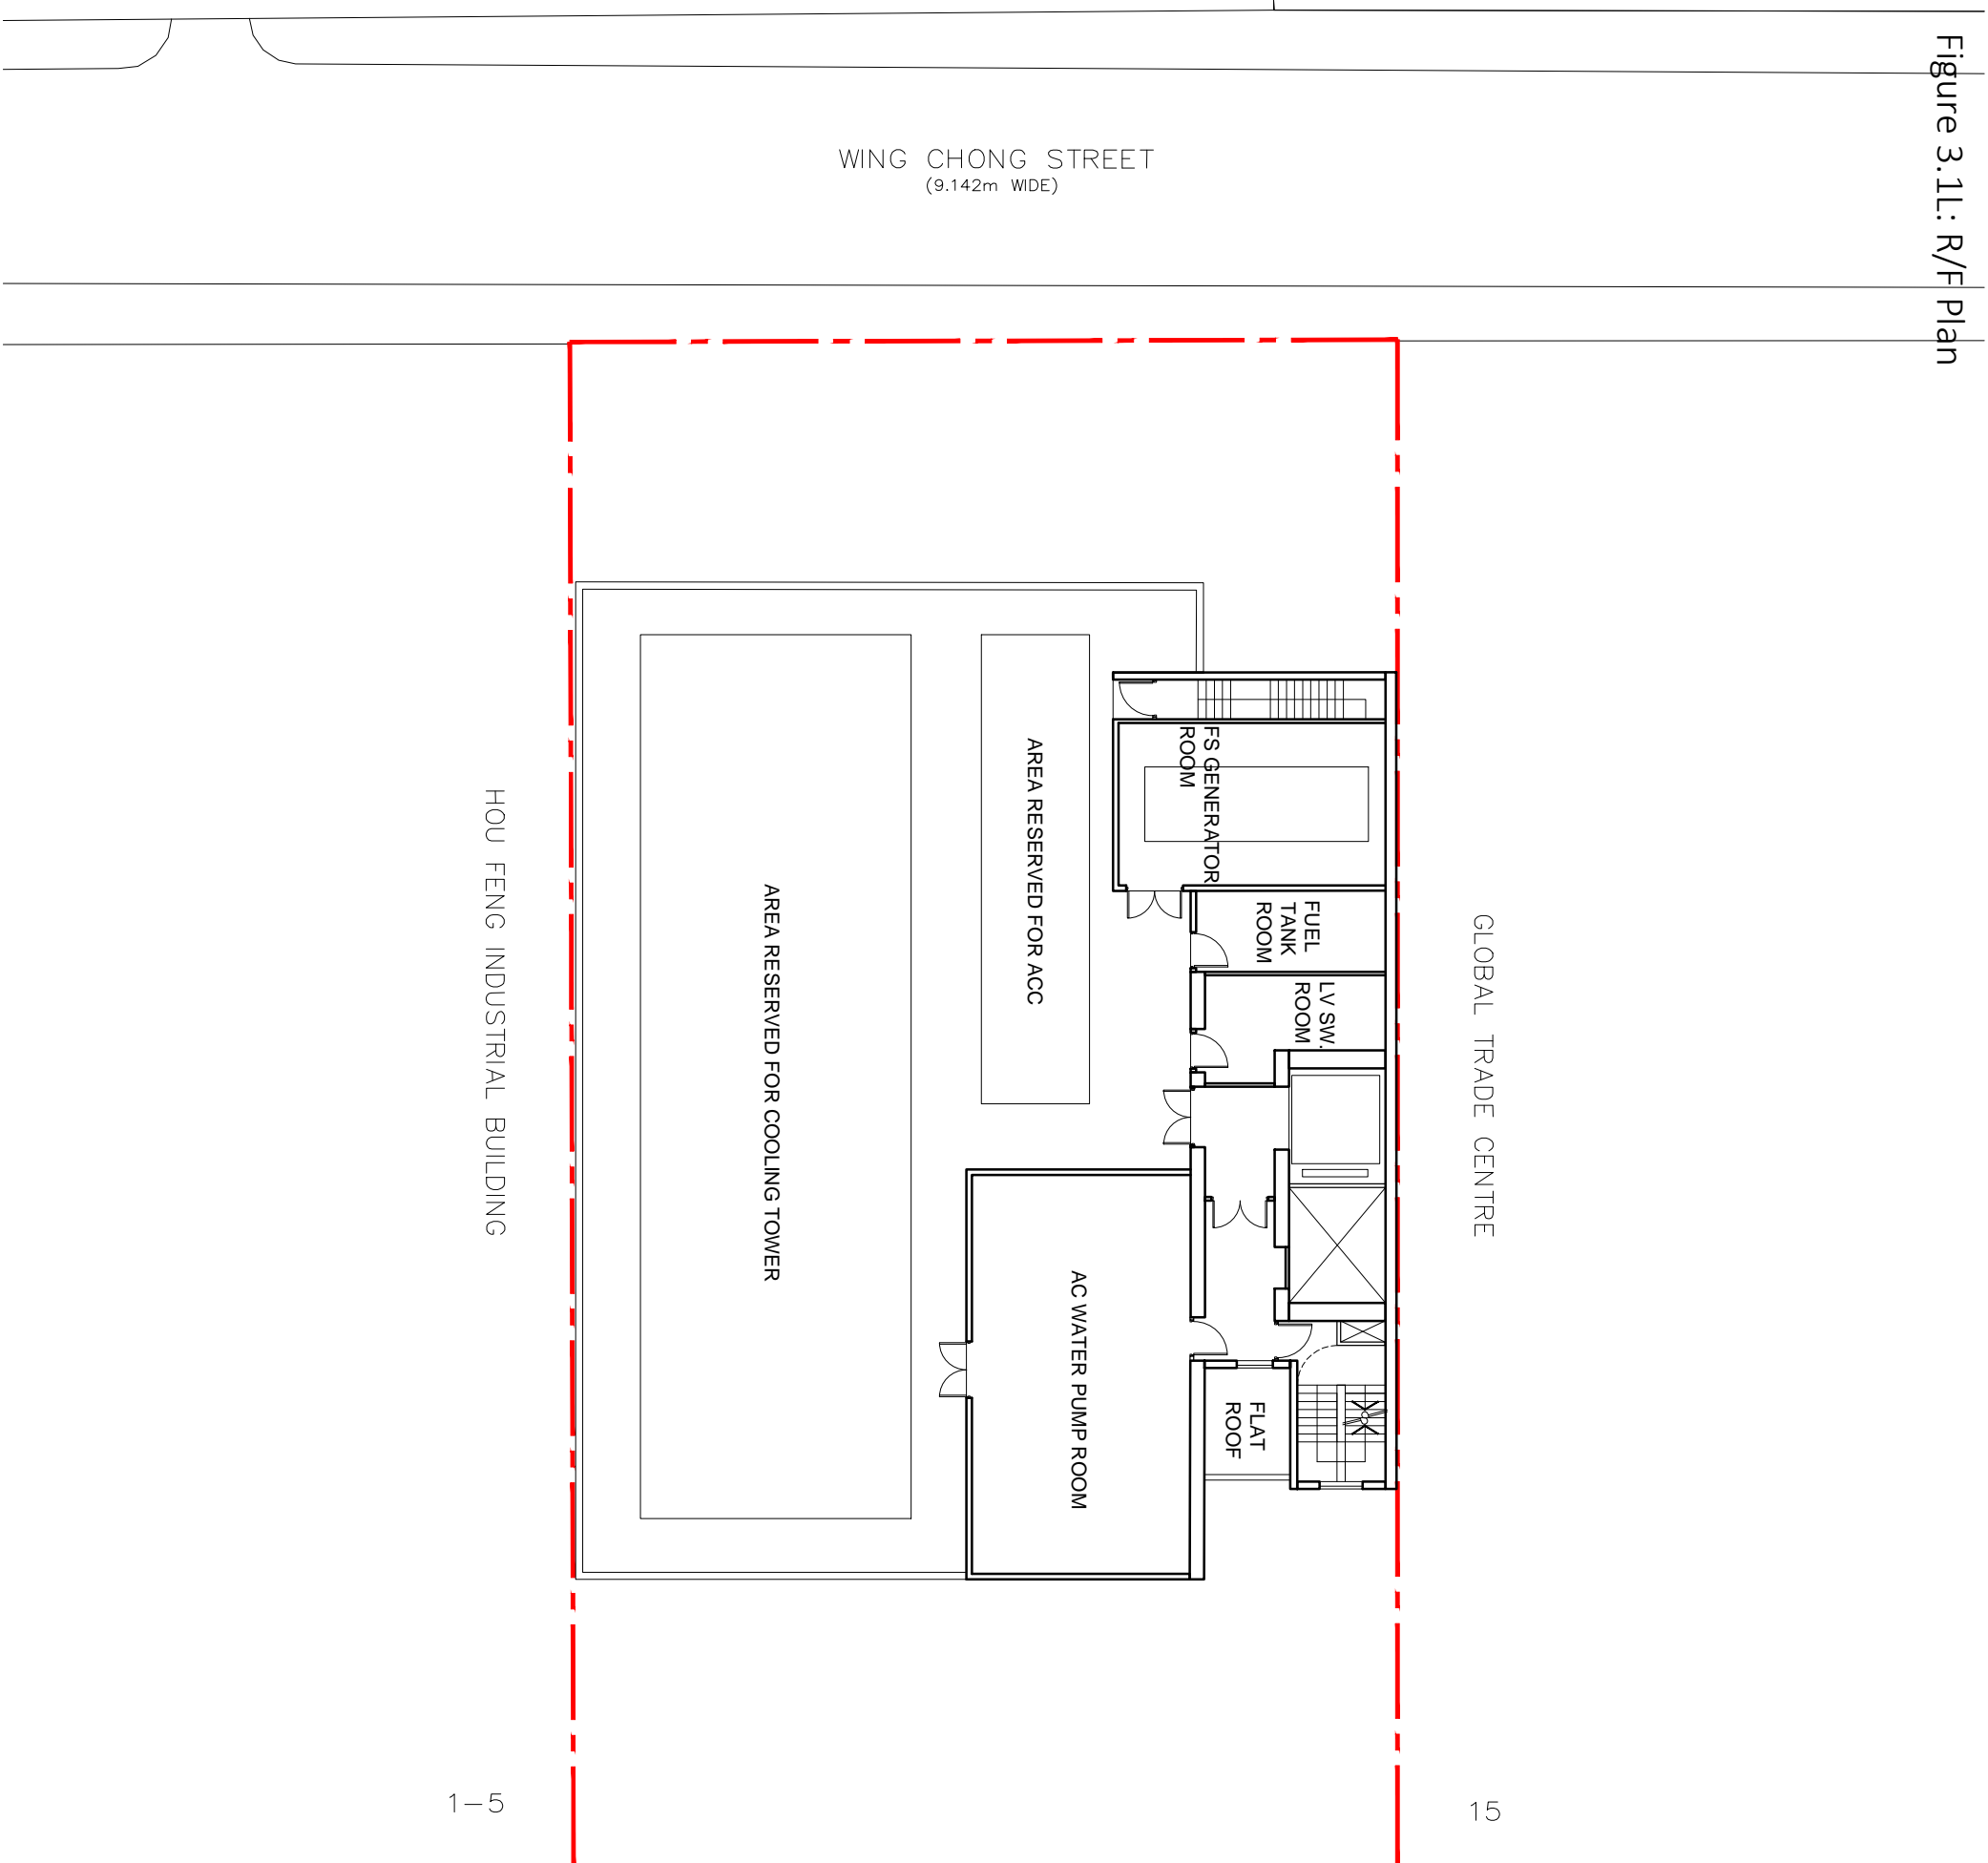 Figure 3.1L: R/F Plan
WING CHONG STREET
(9.142m WIDE)
HOU FENG INDUSTRIAL BUILDING
AREA RESERVED FOR COOLING TOWER
AREA RESERVED FOR ACC
FS GENERATOR
ROOM
FUEL
TANK
ROOM
LV SW.
ROOM
AC WATER PUMP ROOM
FLAT
ROOF
GLOBAL TRADE CENTRE
1-5
15